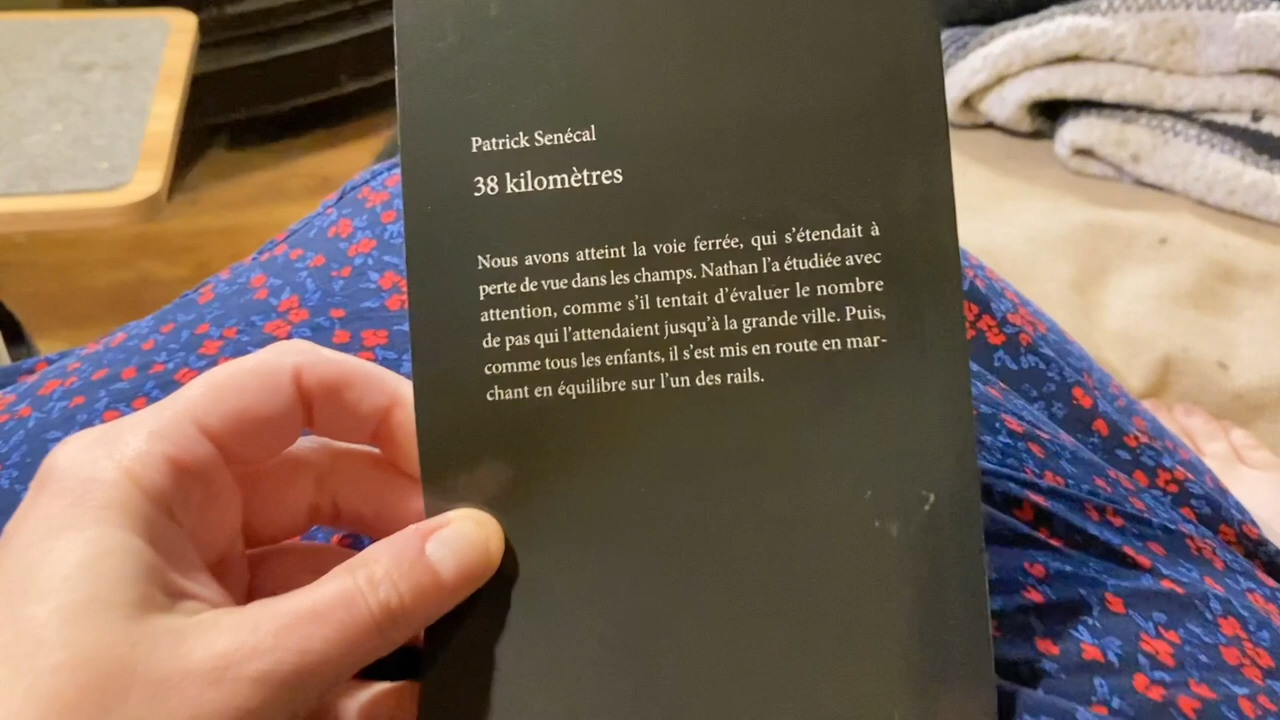 Patrick Senécal
38 kilomètres
Nous avons atteint la voie ferrée, qui s'étendait à
perte de vue dans les champs. Nathan l'a étudiée avec
attention, comme s'il tentait d'évaluer le nombre
de pas qui l'attendaient jusqu'à la grande ville. Puis,
comme tous les enfants, il s'est mis en route en mar-
chant en équilibre sur l'un des rails.